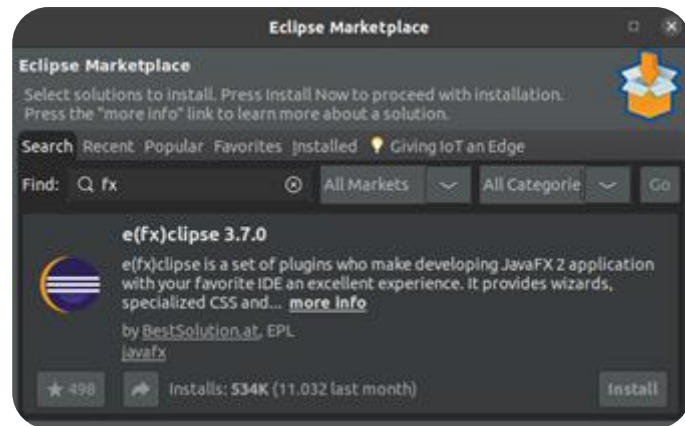 Eclipse Marketplace
Eclipse Marketplace
Select solutions to install. Press Install Now to proceed with installation.
Press the "more info" link to learn more about a solution.
Search Recent Popular Favorites Installed Giving IoT an Edge
Find: fx All Markets All Categorie Go
e(fx)clipse 3.7.0
e(fx)clipse is a set of plugins who make developing JavaFX 2 application
with your favorite IDE an excellent experience. It provides wizards,
specialized CSS and... more info
by BestSolution.at, EPL
javafx
498 Installs: 534K (11.032 last month) Install